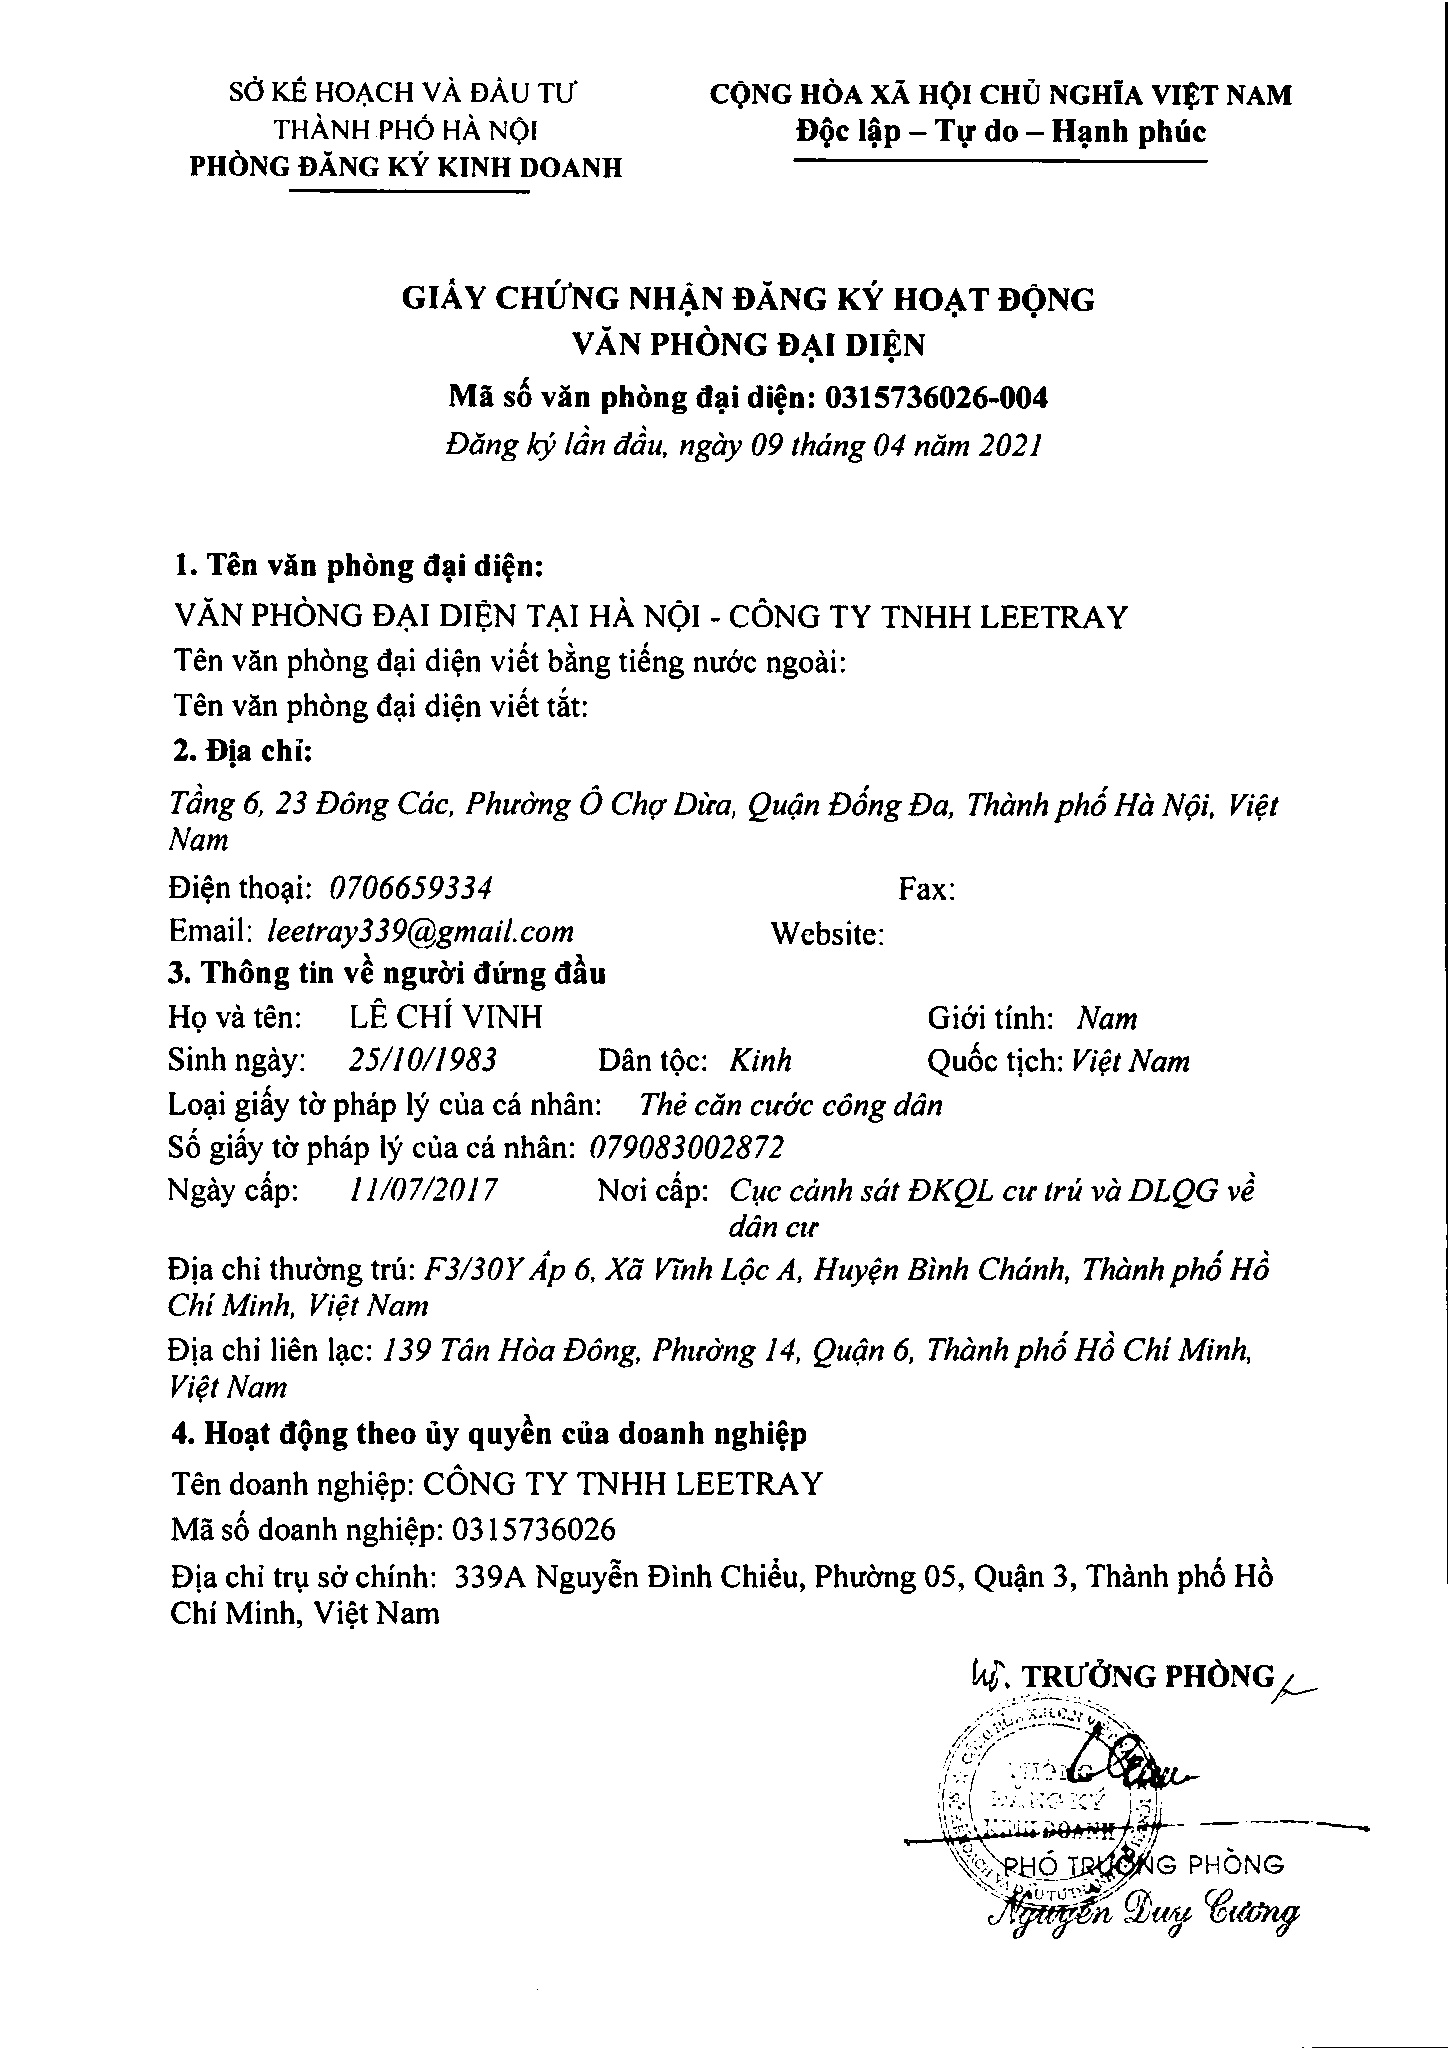 SỞ KẾ HOẠCH VÀ ĐẦU TƯ
THÀNH PHỐ HÀ NỘI
PHÒNG ĐĂNG KÝ KINH DOANH
CỘNG HÒA XÃ HỘI CHỦ NGHĨA VIỆT NAM
Độc lập – Tự do – Hạnh phúc
GIẤY CHỨNG NHẬN ĐĂNG KÝ HOẠT ĐỘNG
VĂN PHÒNG ĐẠI DIỆN
Mã số văn phòng đại diện: 0315736026-004
Đăng ký lần đầu, ngày 09 tháng 04 năm 2021
1. Tên văn phòng đại diện:
VĂN PHÒNG ĐẠI DIỆN TẠI HÀ NỘI - CÔNG TY TNHH LEETRAY
Tên văn phòng đại diện viết bằng tiếng nước ngoài:
Tên văn phòng đại diện viết tắt:
2. Địa chỉ:
Tầng 6, 23 Đông Các, Phường Ô Chợ Dừa, Quận Đống Đa, Thành phố Hà Nội, Việt
Nam
Điện thoại: 0706659334 Fax:
Email: leetray339@gmail.com Website:
3. Thông tin về người đứng đầu
Họ và tên: LÊ CHÍ VINH Giới tính: Nam
Sinh ngày: 25/10/1983 Dân tộc: Kinh Quốc tịch: Việt Nam
Loại giấy tờ pháp lý của cá nhân: Thẻ căn cước công dân
Số giấy tờ pháp lý của cá nhân: 079083002872
Ngày cấp: 11/07/2017 Nơi cấp: Cục cảnh sát ĐKQL cư trú và DLQG về
dân cư
Địa chỉ thường trú: F3/30Y Ấp 6, Xã Vĩnh Lộc A, Huyện Bình Chánh, Thành phố Hồ
Chí Minh, Việt Nam
Địa chỉ liên lạc: 139 Tân Hòa Đông, Phường 14, Quận 6, Thành phố Hồ Chí Minh,
Việt Nam
4. Hoạt động theo ủy quyền của doanh nghiệp
Tên doanh nghiệp: CÔNG TY TNHH LEETRAY
Mã số doanh nghiệp: 0315736026
Địa chỉ trụ sở chính: 339A Nguyễn Đình Chiểu, Phường 05, Quận 3, Thành phố Hồ
Chí Minh, Việt Nam
TRƯỞNG PHÒNG
PHÒNG
ĐĂNG KÝ
KINH DOANH
PHÓ TRƯỞNG PHÒNG
Nguyễn Duy Cương